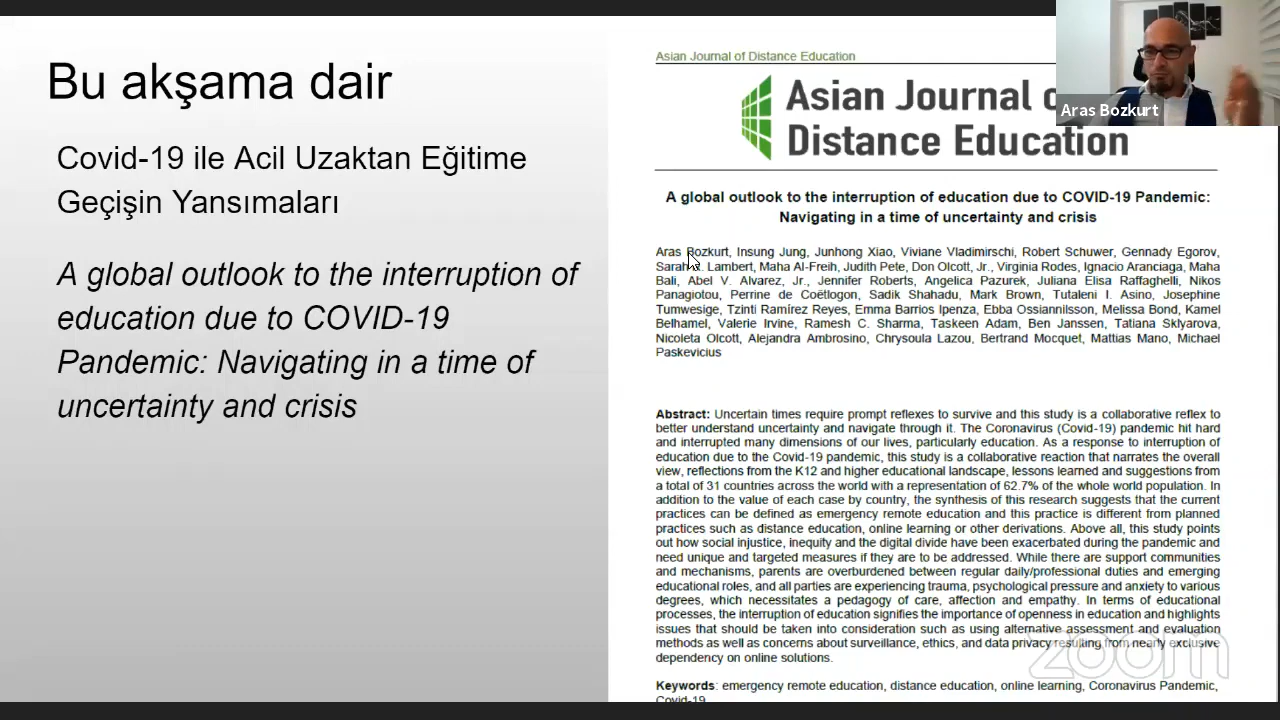 Bu akşama dair
Covid-19 ile Acil Uzaktan Eğitime
Geçişin Yansımaları
A global outlook to the interruption of
education due to COVID-19
Pandemic: Navigating in a time of
uncertainty and crisis
Asian Journal of Distance Education
Asian Journal
Distance Education
Aras Bozkurt
A global outlook to the interruption of education due to COVID-19 Pandemic:
Navigating in a time of uncertainty and crisis
Aras Bozkurt, Insung Jung, Junhong Xiao, Viviane Vladimirschi, Robert Schuwer, Gennady Egorov,
Lambert, Maha Al-Freih, Judith Pete, Don Olcott, Jr., Virginia Rodes, Ignacio Aranciaga, Maha
Bali, Abel V. Alvarez, Jr., Jennifer Roberts, Angelica Pazurek, Juliana Elisa Raffaghelli, Nikos
Panagiotou, Perrine de Coëtlogon, Sadik Shahadu, Mark Brown, Tutaleni I. Asino, Josephine
Tumwesige, Tzinti Ramírez Reyes, Emma Barrios Ipenza, Ebba Ossiannilsson, Melissa Bond, Kamel
Belhamel, Valerie Irvine, Ramesh C. Sharma, Taskeen Adam, Ben Janssen, Tatiana Sklyarova,
Nicoleta Olcott, Alejandra Ambrosino, Chrysoula Lazou, Bertrand Mocquet, Mattias Mano, Michael
Paskevicius
Abstract: Uncertain times require prompt reflexes to survive and this study is a collaborative reflex to
better understand uncertainty and navigate through it. The Coronavirus (Covid-19) pandemic hit hard
and interrupted many dimensions of our lives, particularly education. As a response to interruption of
education due to the Covid-19 pandemic, this study is a collaborative reaction that narrates the overall
view, reflections from the K12 and higher educational landscape, lessons learned and suggestions from
a total of 31 countries across the world with a representation of 62.7% of the whole world population. In
addition to the value of each case by country, the synthesis of this research suggests that the current
practices can be defined as emergency remote education and this practice is different from planned
practices such as distance education, online learning or other derivations. Above all, this study points
out how social injustice, inequity and the digital divide have been exacerbated during the pandemic and
need unique and targeted measures if they are to be addressed. While there are support communities
and mechanisms, parents are overburdened between regular daily/professional duties and emerging
educational roles, and all parties are experiencing trauma, psychological pressure and anxiety to various
degrees, which necessitates a pedagogy of care, affection and empathy. In terms of educational
processes, the interruption of education signifies the importance of openness in education and highlights
issues that should be taken into consideration such as using alternative assessment and evaluation
methods as well as concerns about surveillance, ethics, and data privacy resulting from nearly exclusive
dependency on online solutions.
zoom
Keywords: emergency remote education, distance education, online learning, Coronavirus Pandemic,
Covid-19